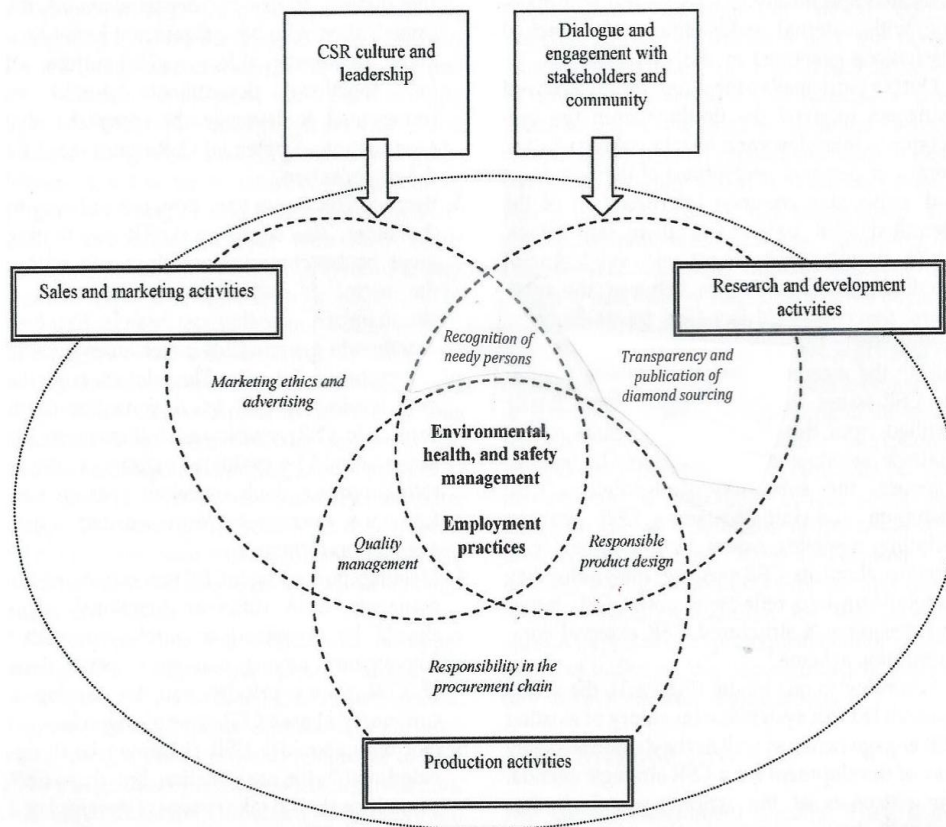 CSR culture and
leadership
Dialogue and
engagement with
stakeholders and
community
Sales and marketing activities
Research and development
activities
Recognition of
needy persons
Transparency and
publication of
diamond sourcing
Marketing ethics and
advertising
Environmental,
health, and safety
management
Employment
practices
Quality
management
Responsible
product design
Responsibility in the
procurement chain
Production activities